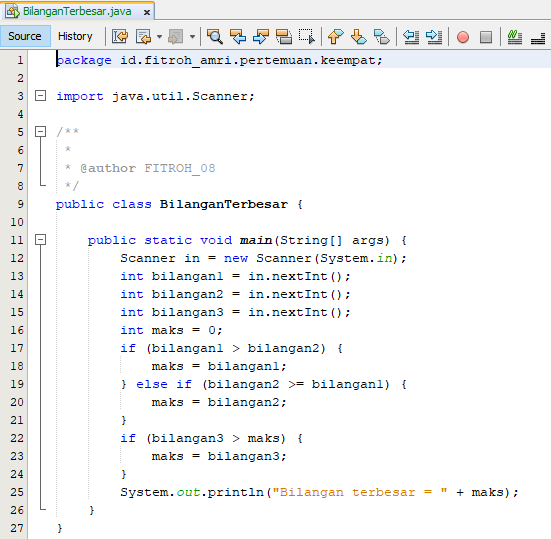 BilanganTerbesar.java
Source History
1 package id.fitroh_amri.pertemuan.keempat;
2
3 import java.util.Scanner;
4
5 /**
6 *
7 * @author FITROH_08
8 */
9 public class BilanganTerbesar {
10
11 public static void main(String[] args) {
12 Scanner in = new Scanner(System.in);
13 int bilangan1 = in.nextInt();
14 int bilangan2 = in.nextInt();
15 int bilangan3 = in.nextInt();
16 int maks = 0;
17 if (bilangan1 > bilangan2) {
18 maks = bilangan1;
19 } else if (bilangan2 >= bilangan1) {
20 maks = bilangan2;
21 }
22 if (bilangan3 > maks) {
23 maks = bilangan3;
24 }
25 System.out.println("Bilangan terbesar = " + maks);
26 }
27 }